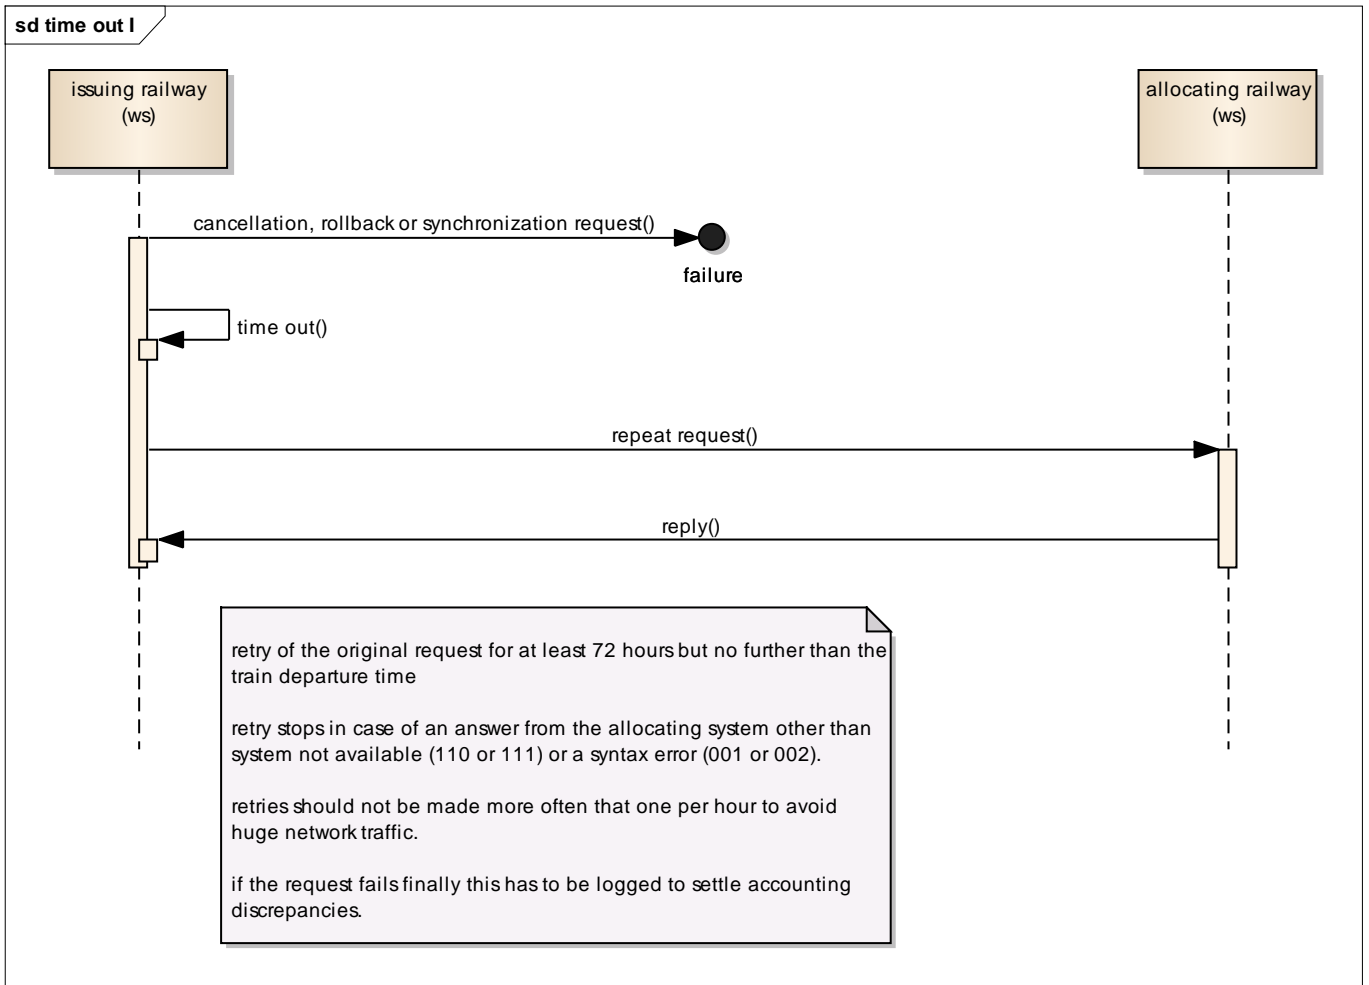 sd time out I
issuing railway
(ws)
allocating railway
(ws)
cancellation, rollback or synchronization request()
failure
time out()
repeat request()
reply()
retry of the original request for at least 72 hours but no further than the
train departure time
retry stops in case of an answer from the allocating system other than
system not available (110 or 111) or a syntax error (001 or 002).
retries should not be made more often that one per hour to avoid
huge network traffic.
if the request fails finally this has to be logged to settle accounting
discrepancies.